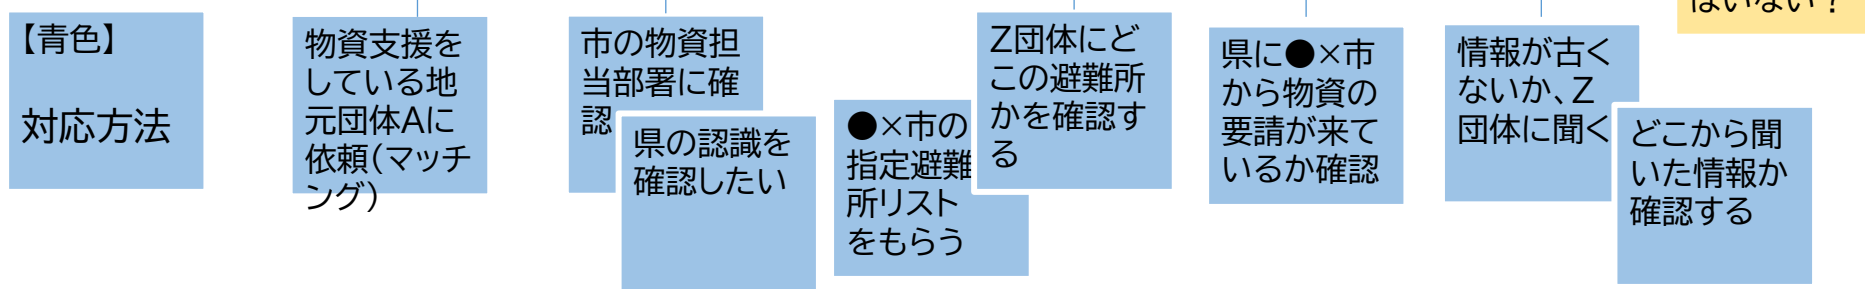 【青色】
対応方法
物資支援を
している地
元団体Aに
依頼(マッチ
ング)
市の物資担
当部署に確
認
県の認識を
確認したい
●×市の
指定避難
所リスト
をもらう
Z団体にど
この避難所
かを確認す
る
県に●×市
から物資の
要請が来て
いるか確認
情報が古く
ないか、Z
団体に聞く
どこから聞
いた情報か
確認する
はいない?